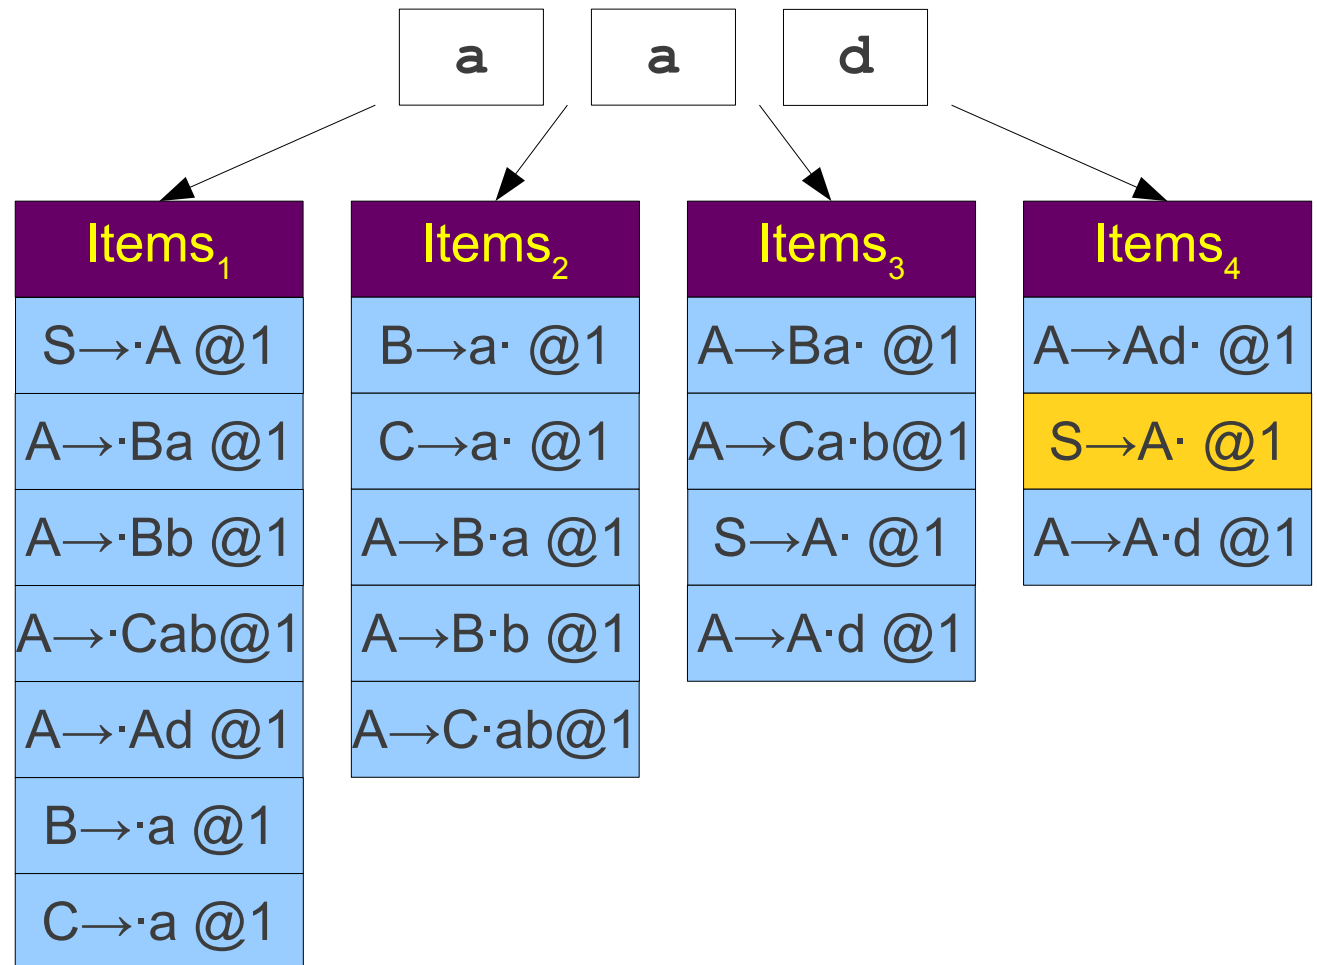 a a d
Items₁
S→·A @1
A→·Ba @1
A→·Bb @1
A→·Cab@1
A→·Ad @1
B→·a @1
C→·a @1
Items₂
B→a· @1
C→a· @1
A→B·a @1
A→B·b @1
A→C·ab@1
Items₃
A→Ba· @1
A→Ca·b@1
S→A· @1
A→A·d @1
Items₄
A→Ad· @1
S→A· @1
A→A·d @1